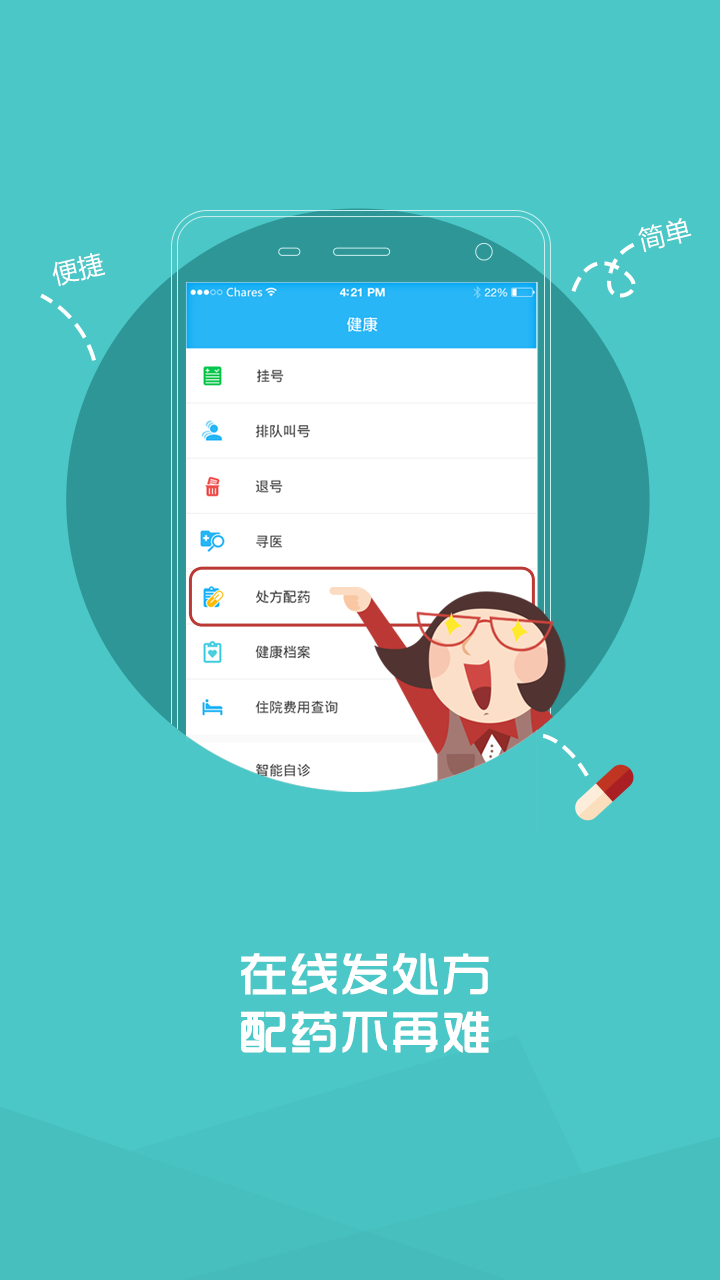 便捷
简单
Chares 4:21 PM 22%
健康
挂号
排队叫号
退号
寻医
处方配药
健康档案
住院费用查询
智能自诊
在线发处方
配药不再难